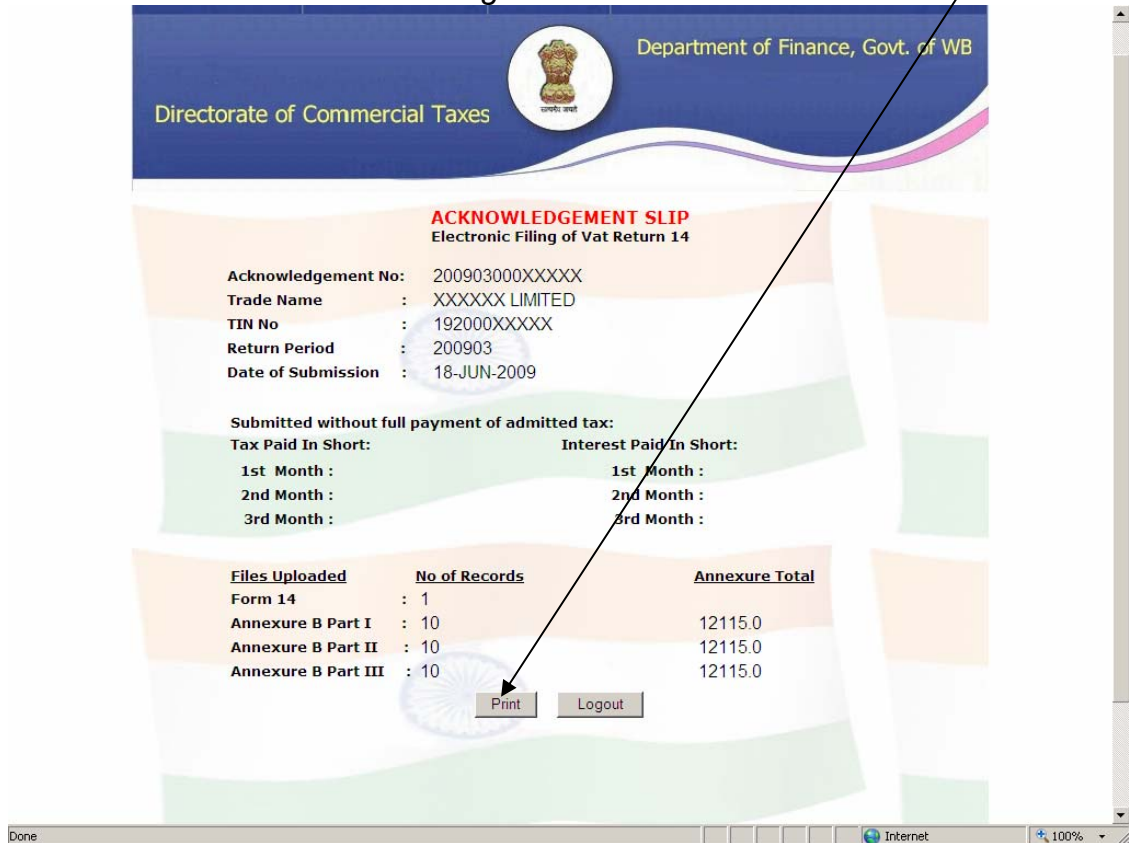 Department of Finance, Govt. of WB
Directorate of Commercial Taxes
सत्यमेव जयते
ACKNOWLEDGEMENT SLIP
Electronic Filing of Vat Return 14
Acknowledgement No: 200903000XXXXX
Trade Name : XXXXXX LIMITED
TIN No : 192000XXXXX
Return Period : 200903
Date of Submission : 18-JUN-2009
Submitted without full payment of admitted tax:
Tax Paid In Short: Interest Paid In Short:
1st Month : 1st Month :
2nd Month : 2nd Month :
3rd Month : 3rd Month :
Files Uploaded No of Records Annexure Total
Form 14 : 1
Annexure B Part I : 10 12115.0
Annexure B Part II : 10 12115.0
Annexure B Part III : 10 12115.0
Print Logout
Done Internet 100%